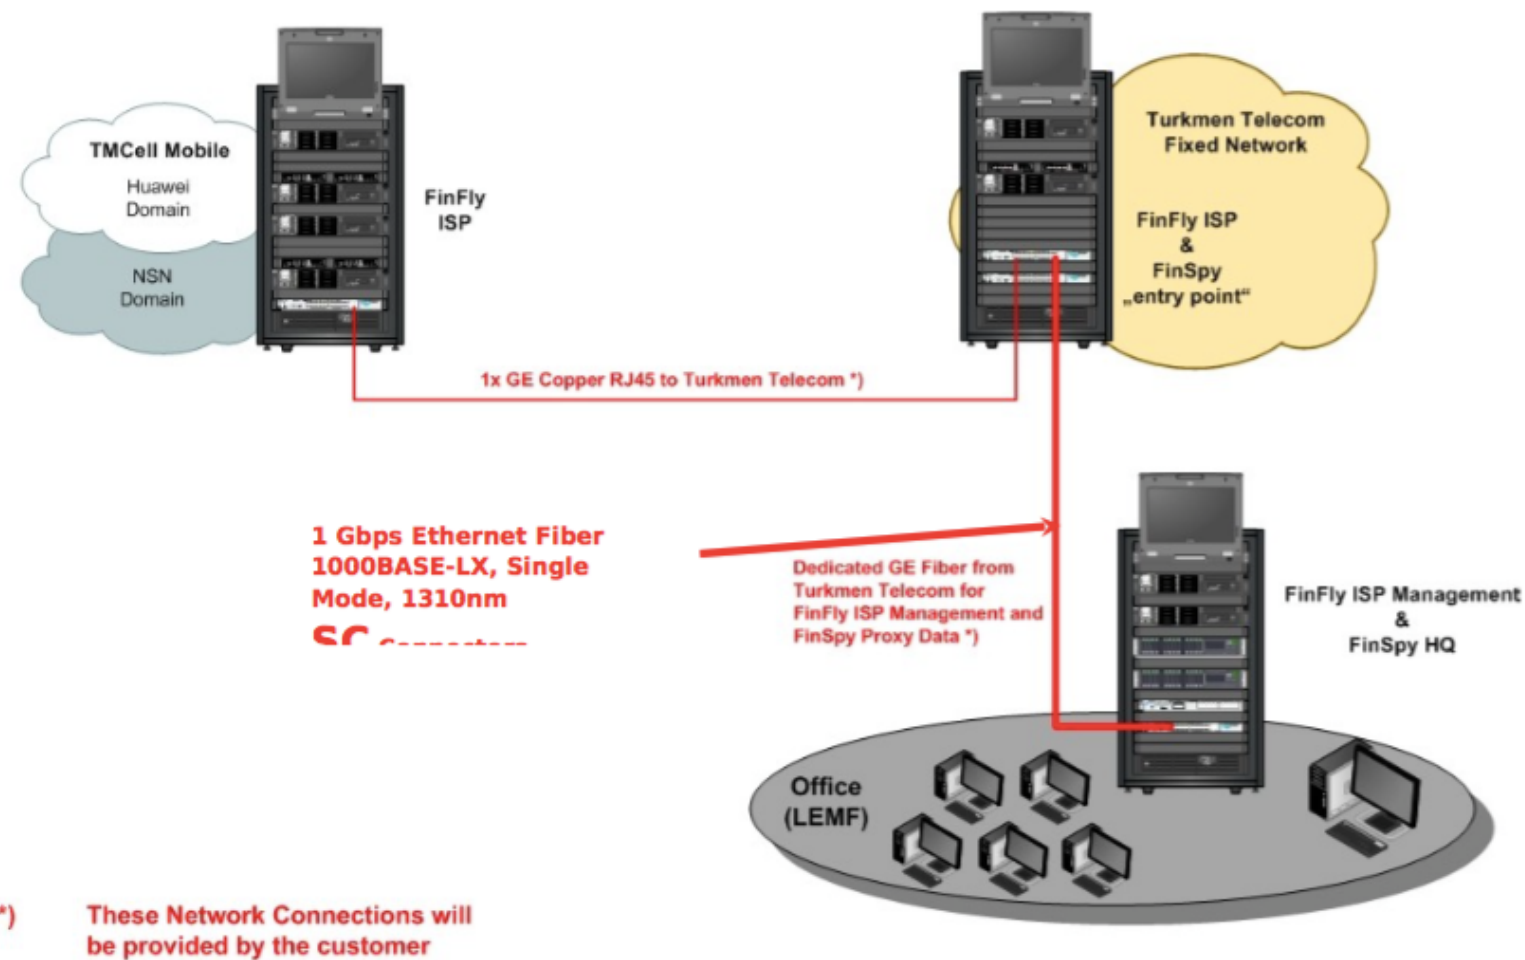 TMCell Mobile
Huawei
Domain
NSN
Domain
FinFly
ISP
Turkmen Telecom
Fixed Network
FinFly ISP
&
FinSpy
„entry point“
1x GE Copper RJ45 to Turkmen Telecom *)
1 Gbps Ethernet Fiber
1000BASE-LX, Single
Mode, 1310nm
SC Connectors
Dedicated GE Fiber from
Turkmen Telecom for
FinFly ISP Management and
FinSpy Proxy Data *)
FinFly ISP Management
&
FinSpy HQ
Office
(LEMF)
*) These Network Connections will
be provided by the customer